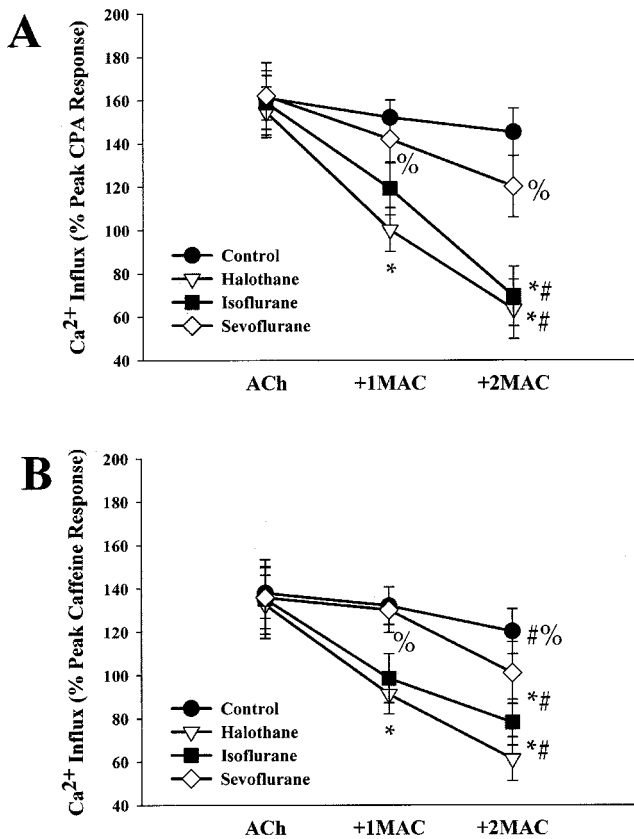 A
Ca2+ Influx (% Peak CPA Response)
200
180
160
140
120
100
80
60
40
%
%
*
*#
*#
Control
Halothane
Isoflurane
Sevoflurane
ACh
+1MAC
+2MAC
B
Ca2+ Influx (% Peak Caffeine Response)
200
180
160
140
120
100
80
60
40
#%
%
*#
*
*#
Control
Halothane
Isoflurane
Sevoflurane
ACh
+1MAC
+2MAC